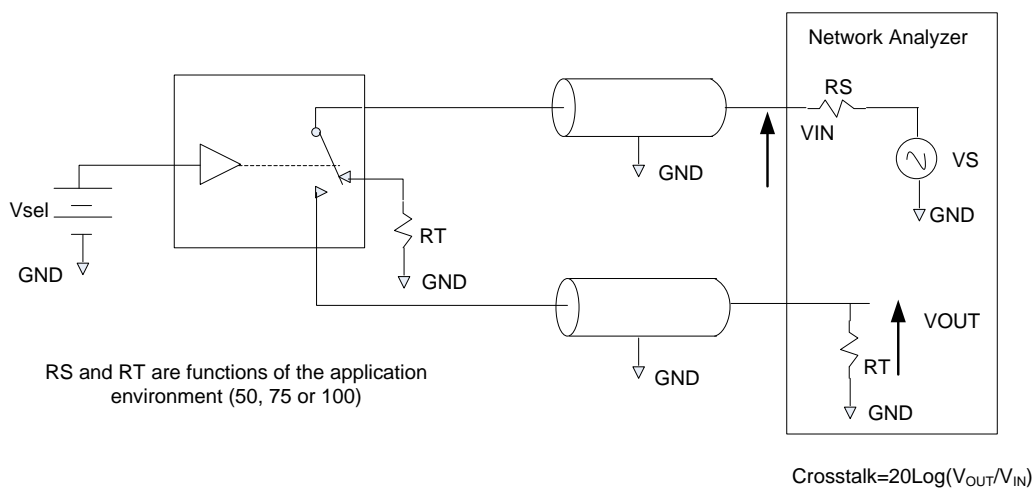 Network Analyzer
RS
VIN
VS
GND
GND
Vsel
GND
RT
GND
VOUT
RT
GND
GND
RS and RT are functions of the application
environment (50, 75 or 100)
Crosstalk=20Log(VOUT/VIN)